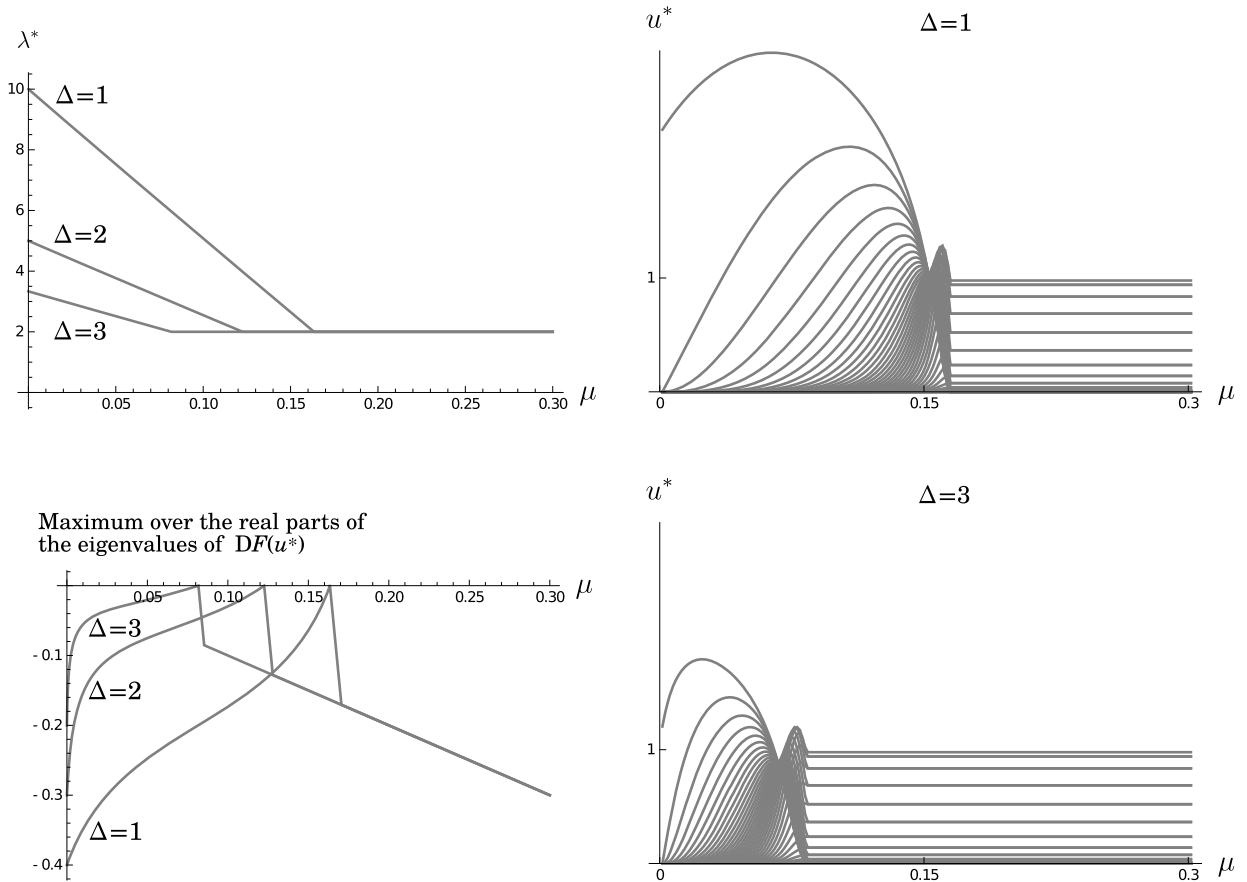 λ*
10
8
6
4
2
Δ=1
Δ=2
Δ=3
0.05 0.10 0.15 0.20 0.25 0.30 μ
u*
Δ=1
1
0 0.15 0.3 μ
Maximum over the real parts of
the eigenvalues of DF(u*)
0.05 0.10 0.15 0.20 0.25 0.30 μ
Δ=3
- 0.1
Δ=2
- 0.2
- 0.3
Δ=1
- 0.4
u*
Δ=3
1
0 0.15 0.3 μ